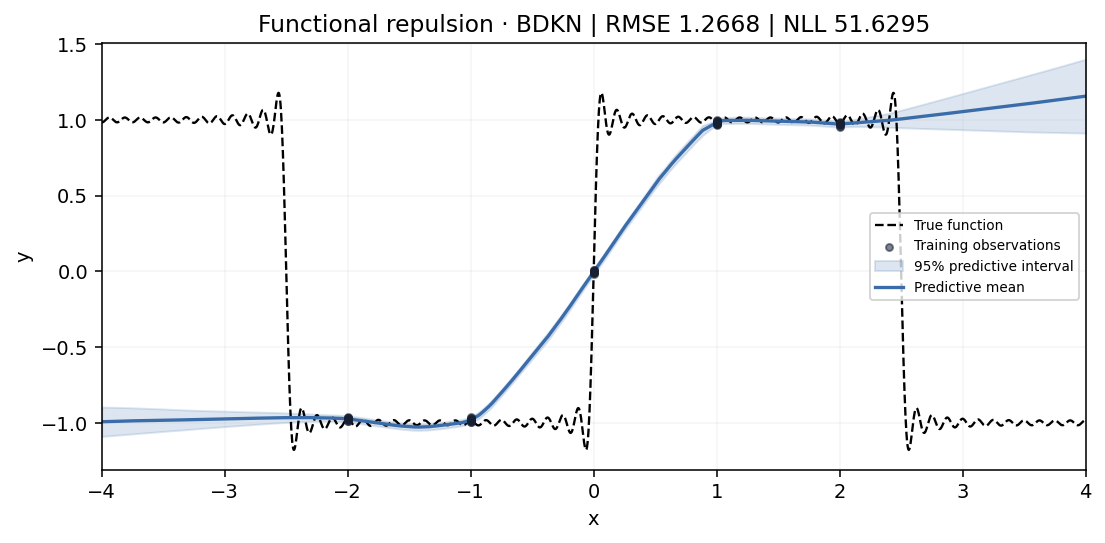 Functional repulsion · BDKN | RMSE 1.2668 | NLL 51.6295
1.5
1.0
0.5
0.0
−0.5
−1.0
y
True function
Training observations
95% predictive interval
Predictive mean
−4
−3
−2
−1
0
1
2
3
4
x